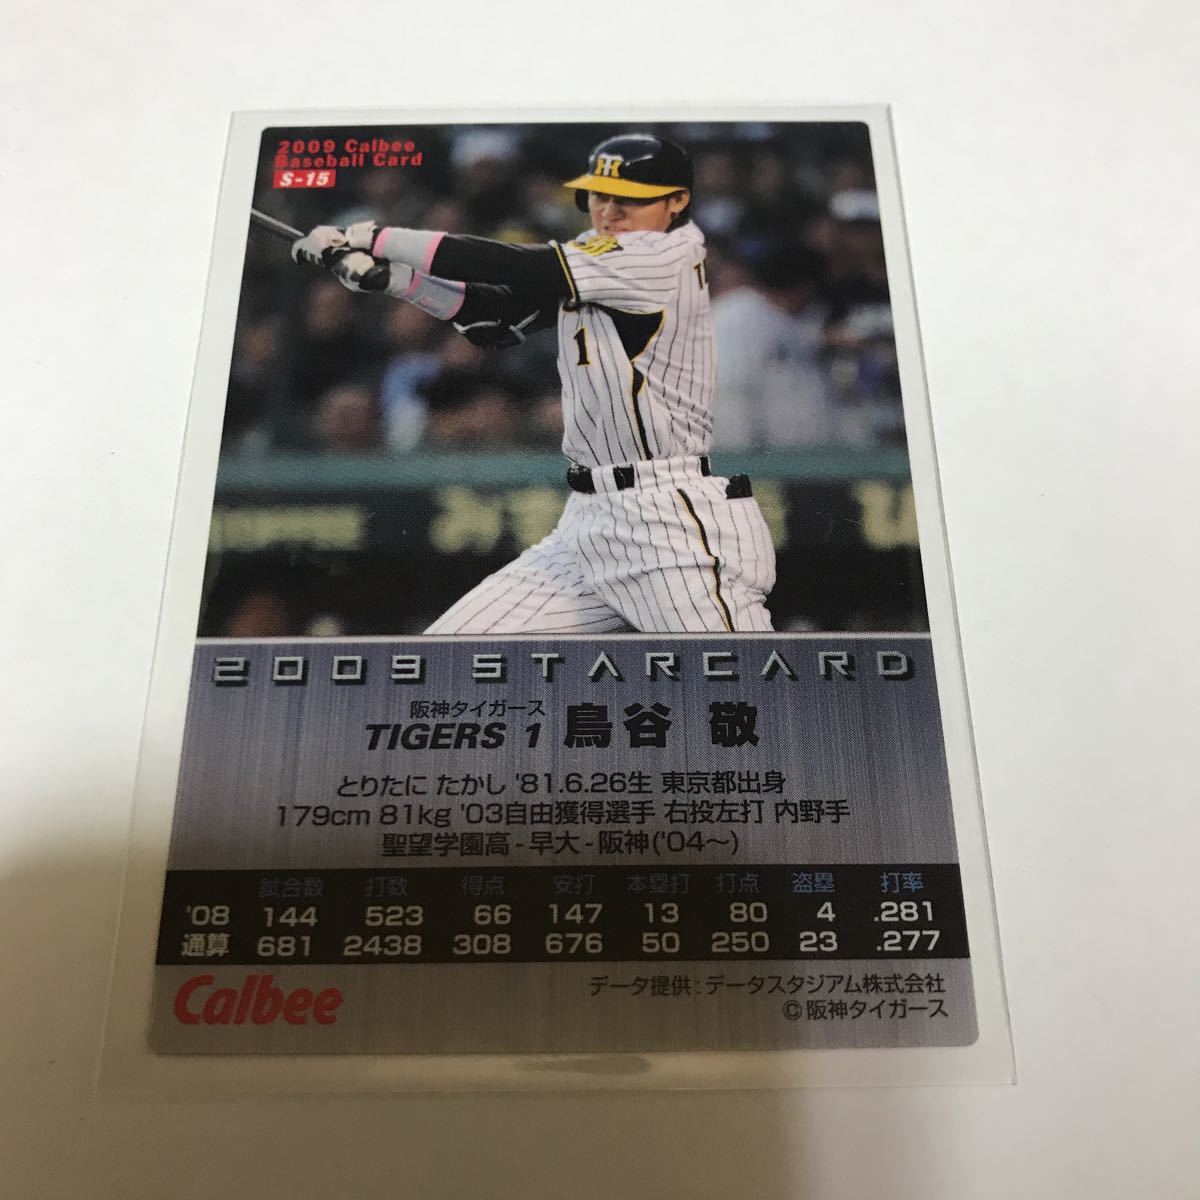 2009 Calbee
Baseball Card
S-15
1
2009 STARCARD
阪神タイガース
TIGERS 1 鳥谷 敬
とりたに たかし '81.6.26生 東京都出身
179cm 81kg '03自由獲得選手 右投左打 内野手
聖望学園高-早大-阪神('04〜)
試合数 打数 得点 安打 本塁打 打点 盗塁 打率
'08 144 523 66 147 13 80 4 .281
通算 681 2438 308 676 50 250 23 .277
Calbee
データ提供:データスタジアム株式会社
©阪神タイガース